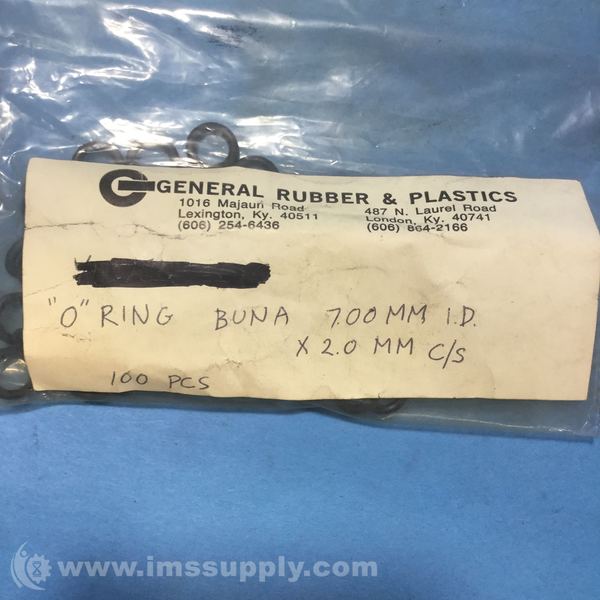 GENERAL RUBBER & PLASTICS
1016 Majaun Road
Lexington, Ky. 40511
(606) 254-6436
487 N. Laurel Road
London, Ky. 40741
(606) 864-2166
"O" RING BUNA 7.00 MM I.D.
X 2.0 MM C/S
100 PCS
www.imssupply.com